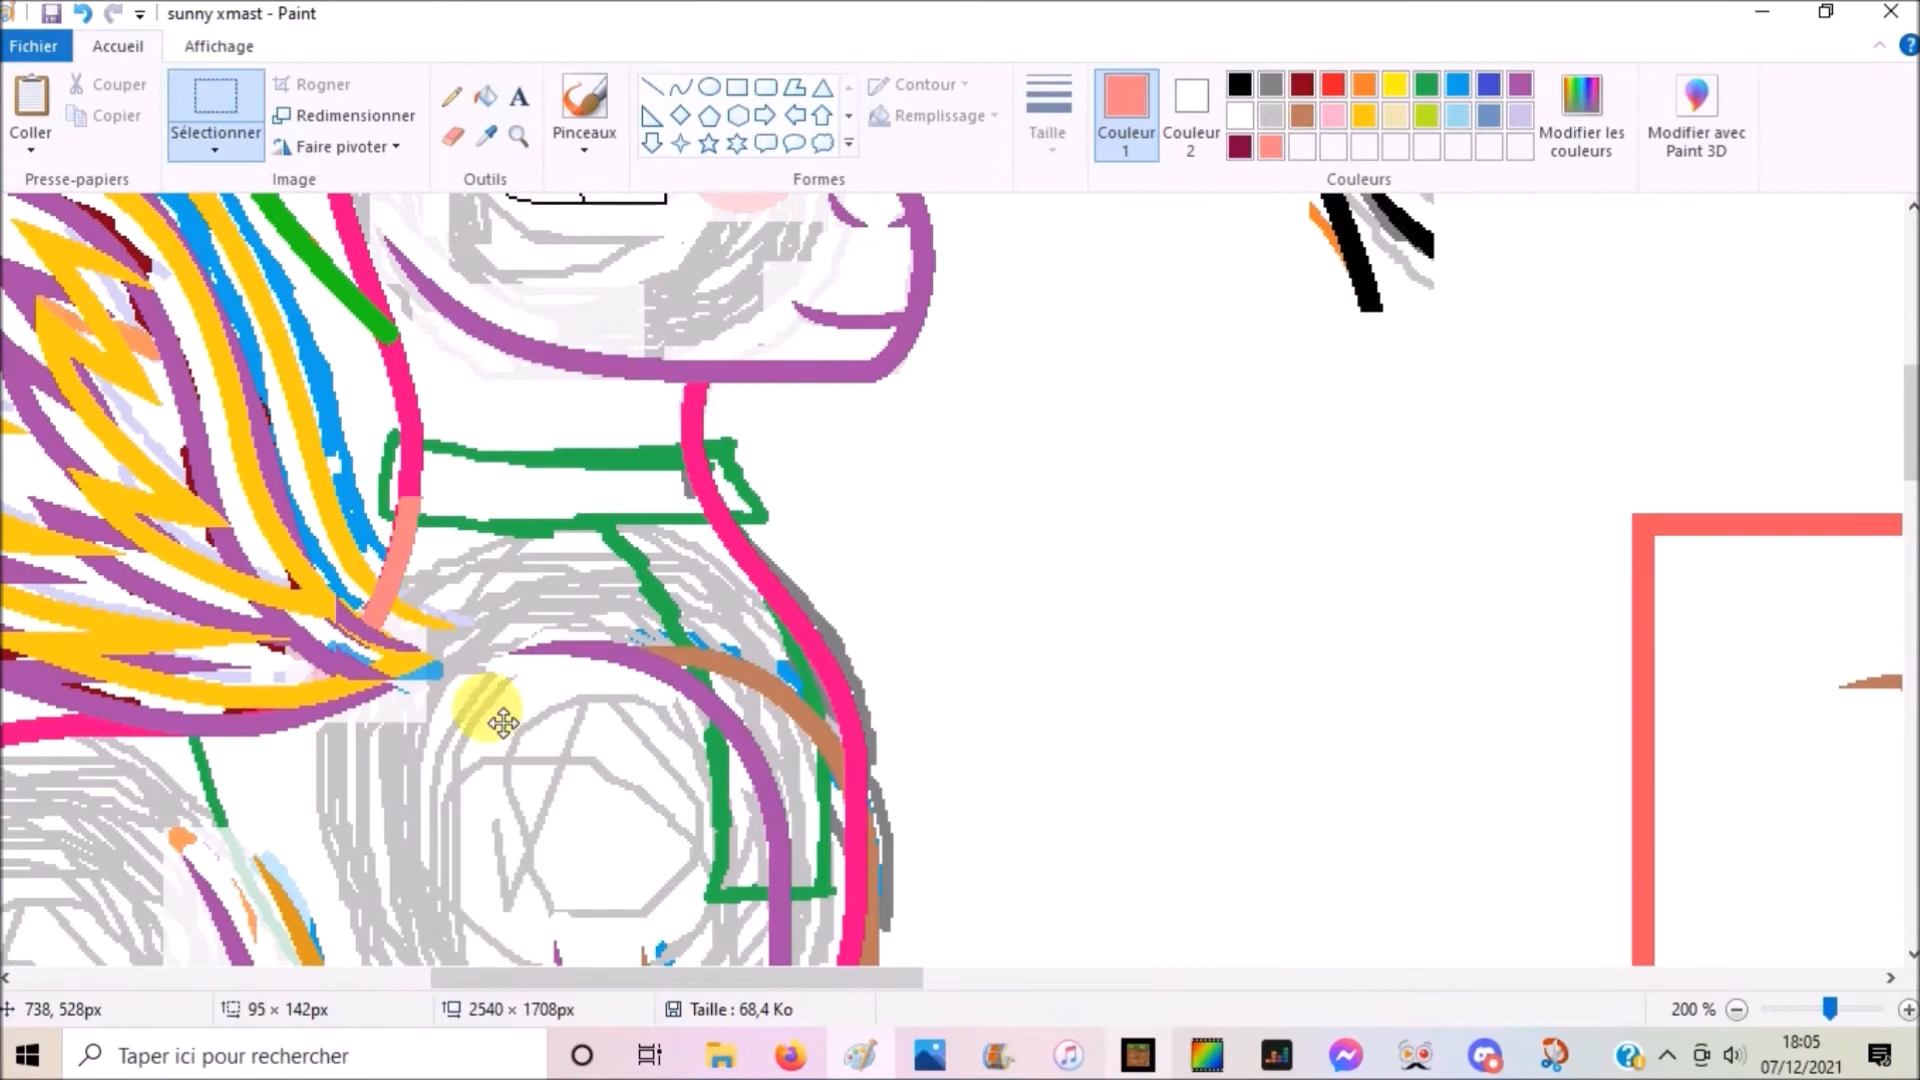 sunny xmast - Paint
Fichier Accueil Affichage
Coller
Couper
Copier
Presse-papiers
Sélectionner
Rogner
Redimensionner
Faire pivoter
Image
A
Outils
Pinceaux
Contour
Remplissage
Formes
Taille
Couleur 1
Couleur 2
Modifier les couleurs
Couleurs
Modifier avec Paint 3D
738, 528px
95 × 142px
2540 × 1708px
Taille : 68,4 Ko
200 %
Taper ici pour rechercher
18:05
07/12/2021